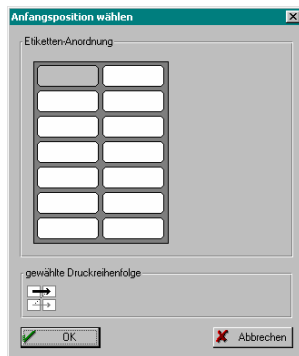 Anfangsposition wählen
Etiketten-Anordnung
gewählte Druckreihenfolge
OK
Abbrechen